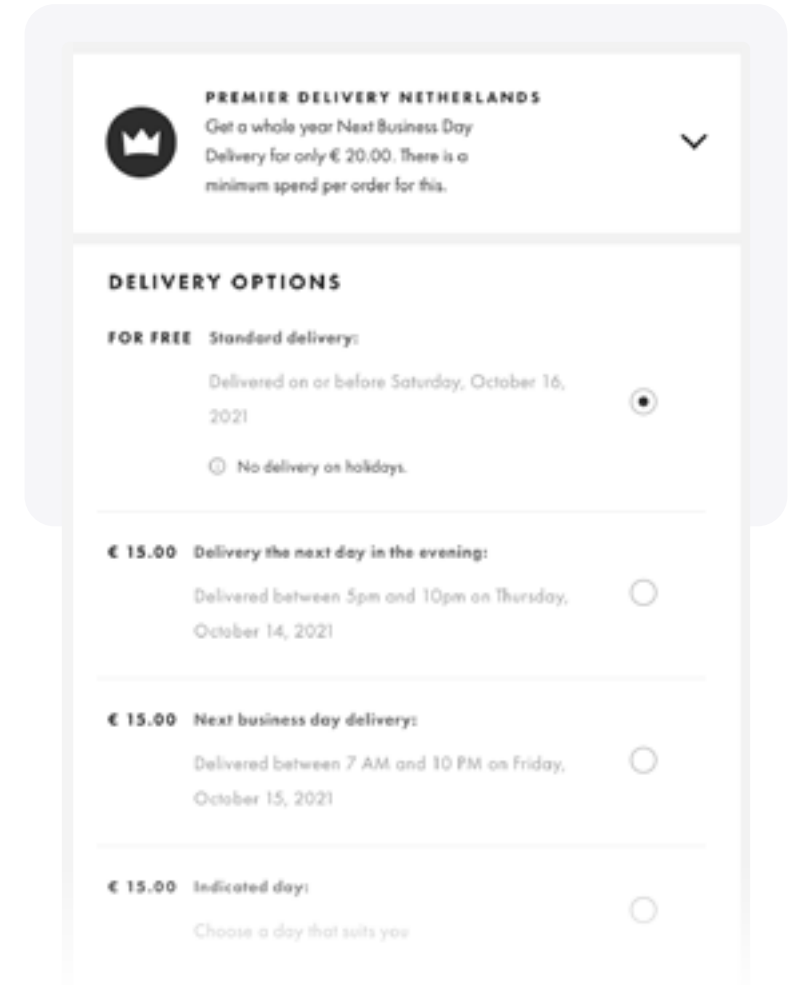 PREMIER DELIVERY NETHERLANDS
Get a whole year Next Business Day
Delivery for only € 20.00. There is a
minimum spend per order for this.
DELIVERY OPTIONS
FOR FREE Standard delivery:
Delivered on or before Saturday, October 16,
2021
No delivery on holidays.
€ 15.00 Delivery the next day in the evening:
Delivered between 5pm and 10pm on Thursday,
October 14, 2021
€ 15.00 Next business day delivery:
Delivered between 7 AM and 10 PM on Friday,
October 15, 2021
€ 15.00 Indicated day:
Choose a day that suits you